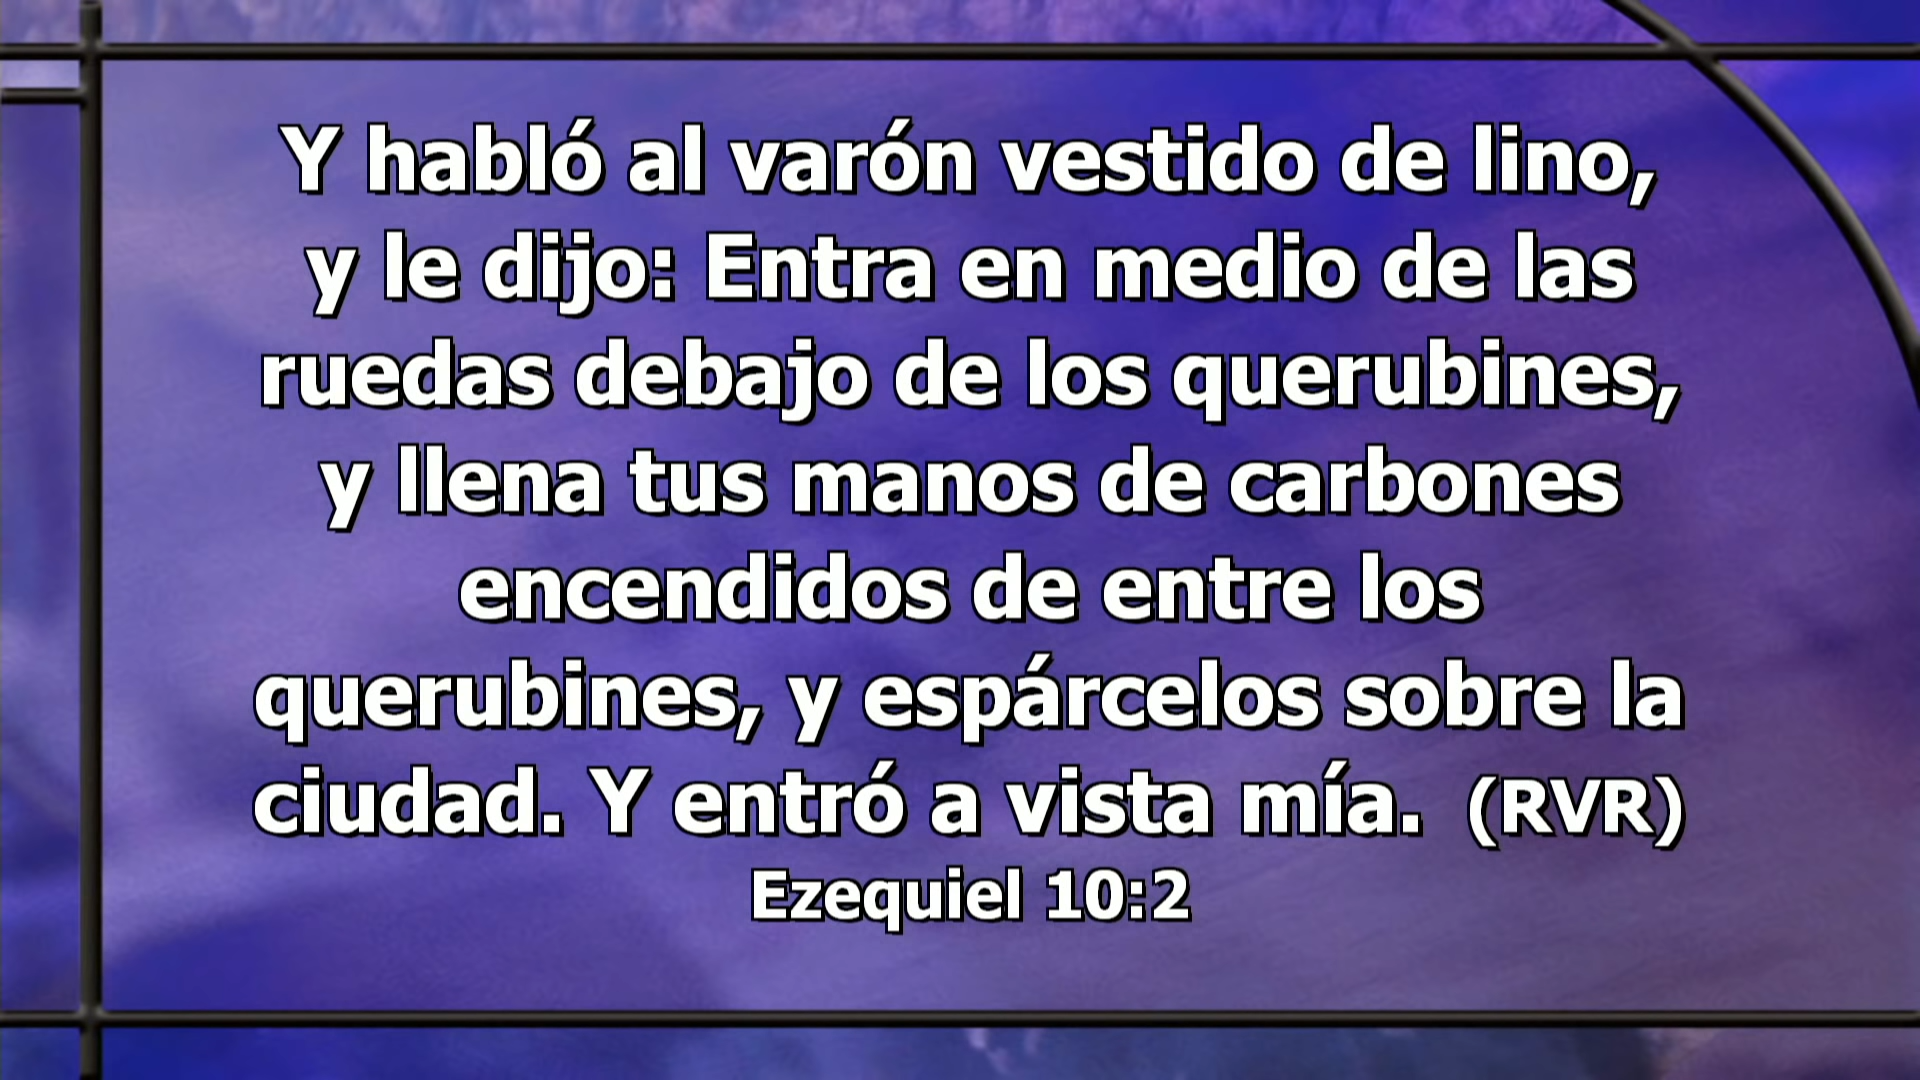 Y habló al varón vestido de lino,
y le dijo: Entra en medio de las
ruedas debajo de los querubines,
y llena tus manos de carbones
encendidos de entre los
querubines, y espárcelos sobre la
ciudad. Y entró a vista mía. (RVR)
Ezequiel 10:2